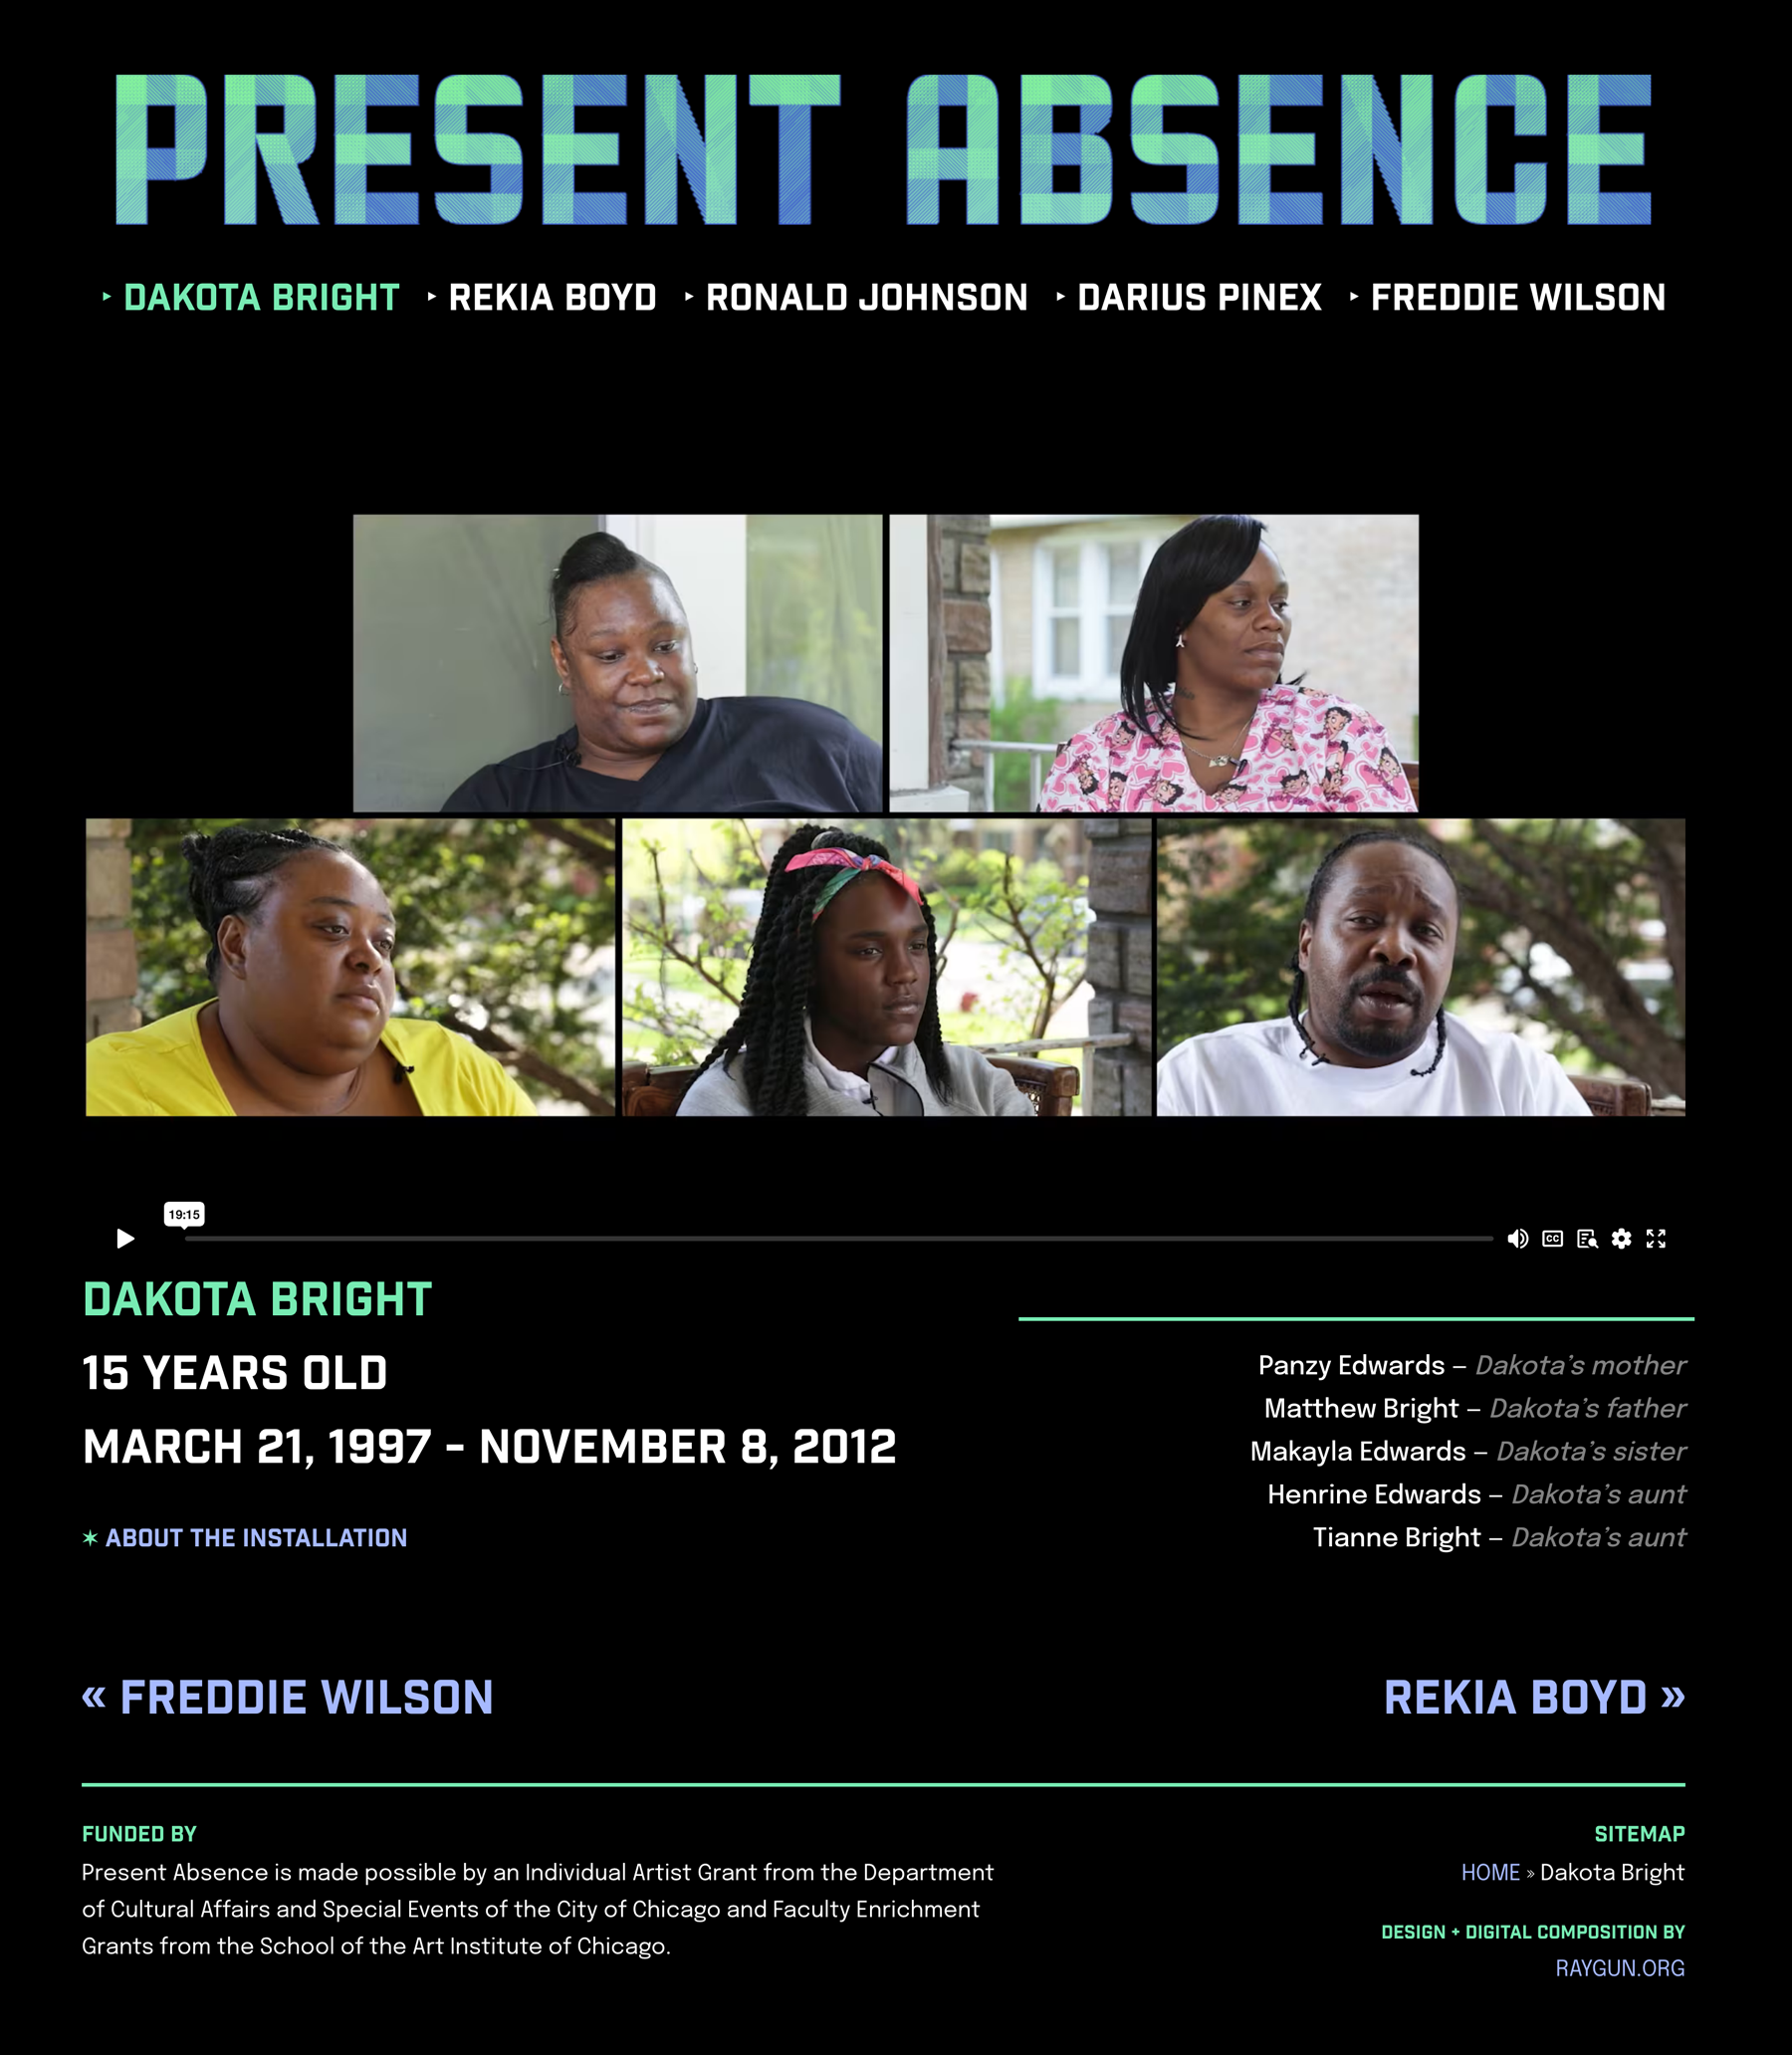 PRESENT ABSENCE
‣ DAKOTA BRIGHT ‣ REKIA BOYD ‣ RONALD JOHNSON ‣ DARIUS PINEX ‣ FREDDIE WILSON
19:15
CC
DAKOTA BRIGHT
15 YEARS OLD
MARCH 21, 1997 – NOVEMBER 8, 2012
✶ ABOUT THE INSTALLATION
Panzy Edwards – Dakota’s mother
Matthew Bright – Dakota’s father
Makayla Edwards – Dakota’s sister
Henrine Edwards – Dakota’s aunt
Tianne Bright – Dakota’s aunt
« FREDDIE WILSON
REKIA BOYD »
FUNDED BY
Present Absence is made possible by an Individual Artist Grant from the Department
of Cultural Affairs and Special Events of the City of Chicago and Faculty Enrichment
Grants from the School of the Art Institute of Chicago.
SITEMAP
HOME » Dakota Bright
DESIGN + DIGITAL COMPOSITION BY
RAYGUN.ORG